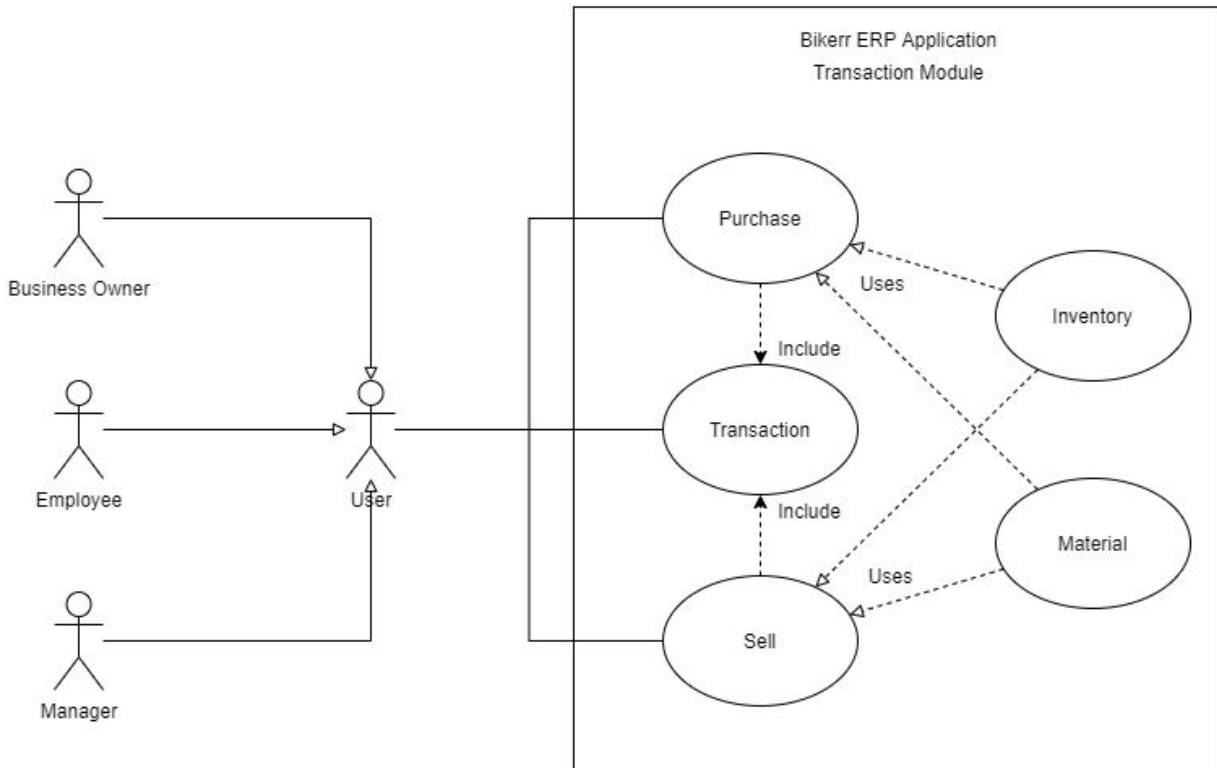 Bikerr ERP Application
Transaction Module
Purchase
Business Owner
Uses
Inventory
Include
Transaction
Employee
User
Include
Material
Uses
Sell
Manager